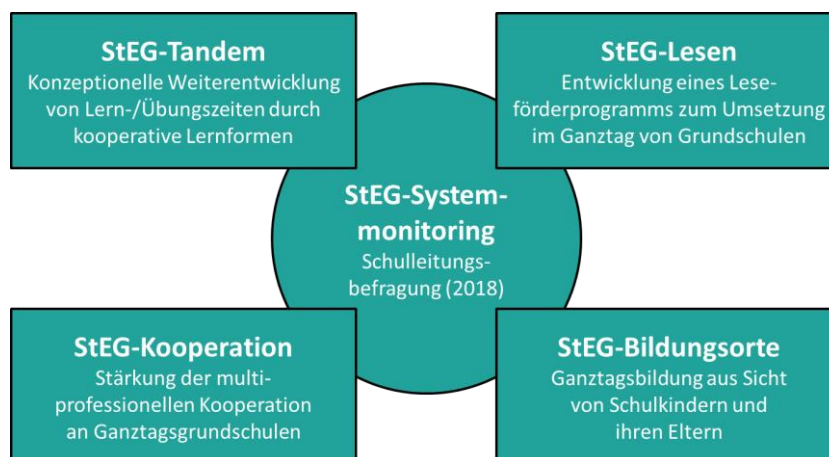 StEG-Tandem
Konzeptionelle Weiterentwicklung
von Lern-/Übungszeiten durch
kooperative Lernformen
StEG-Lesen
Entwicklung eines Lese-
förderprogramms zum Umsetzung
im Ganztag von Grundschulen
StEG-System-
monitoring
Schulleitungs-
befragung (2018)
StEG-Kooperation
Stärkung der multi-
professionellen Kooperation
an Ganztagsgrundschulen
StEG-Bildungsorte
Ganztagsbildung aus Sicht
von Schulkindern und
ihren Eltern